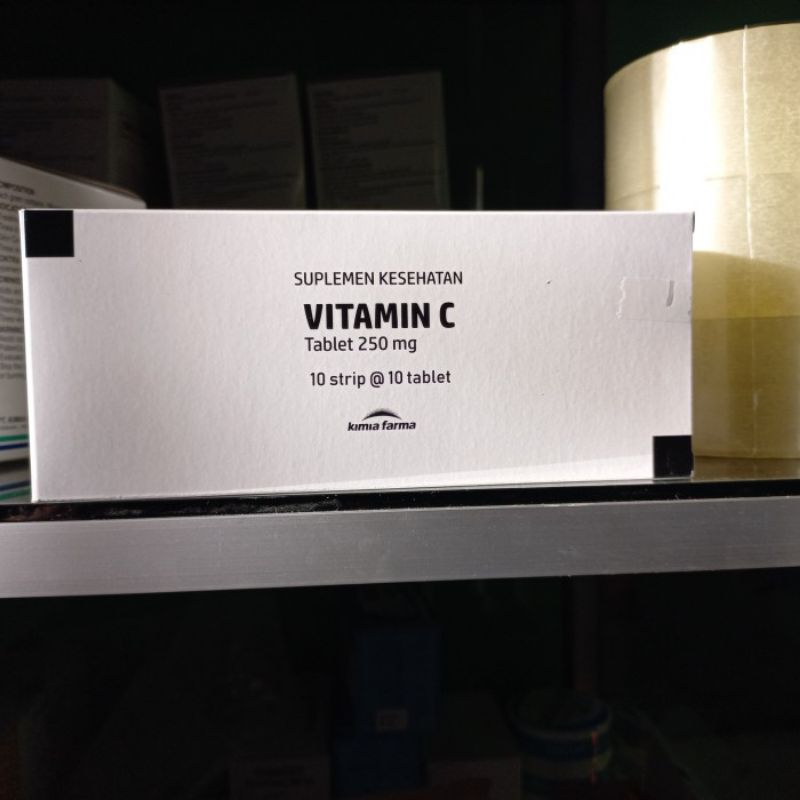 SUPLEMEN KESEHATAN
VITAMIN C
Tablet 250 mg
10 strip @ 10 tablet
kimia farma